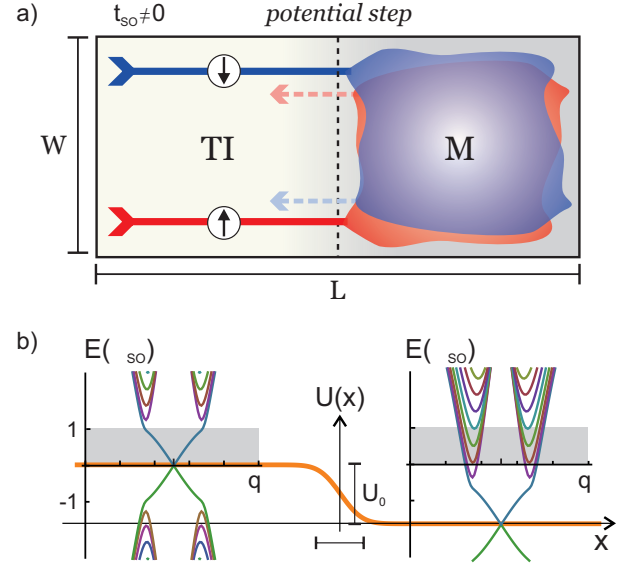 a)
t_SO≠0
potential step
W
TI
M
L
b)
E( SO)
U(x)
E( SO)
1
q
U₀
q
-1
x